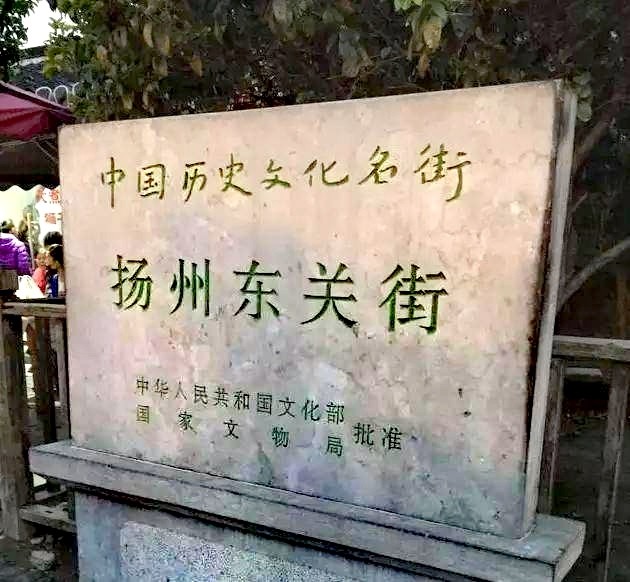 中国历史文化名街
扬州东关街
中华人民共和国文化部
国家文物局
批准